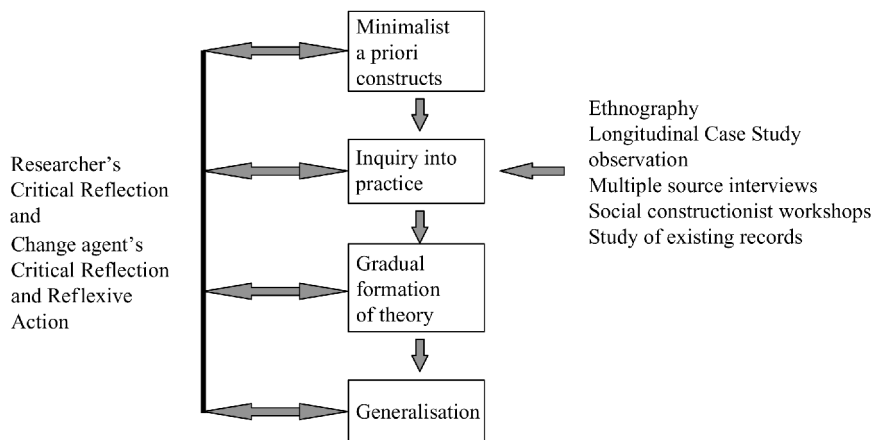 Minimalist
a priori
constructs
Researcher’s
Critical Reflection
and
Change agent’s
Critical Reflection
and Reflexive
Action
Inquiry into
practice
Ethnography
Longitudinal Case Study
observation
Multiple source interviews
Social constructionist workshops
Study of existing records
Gradual
formation
of theory
Generalisation